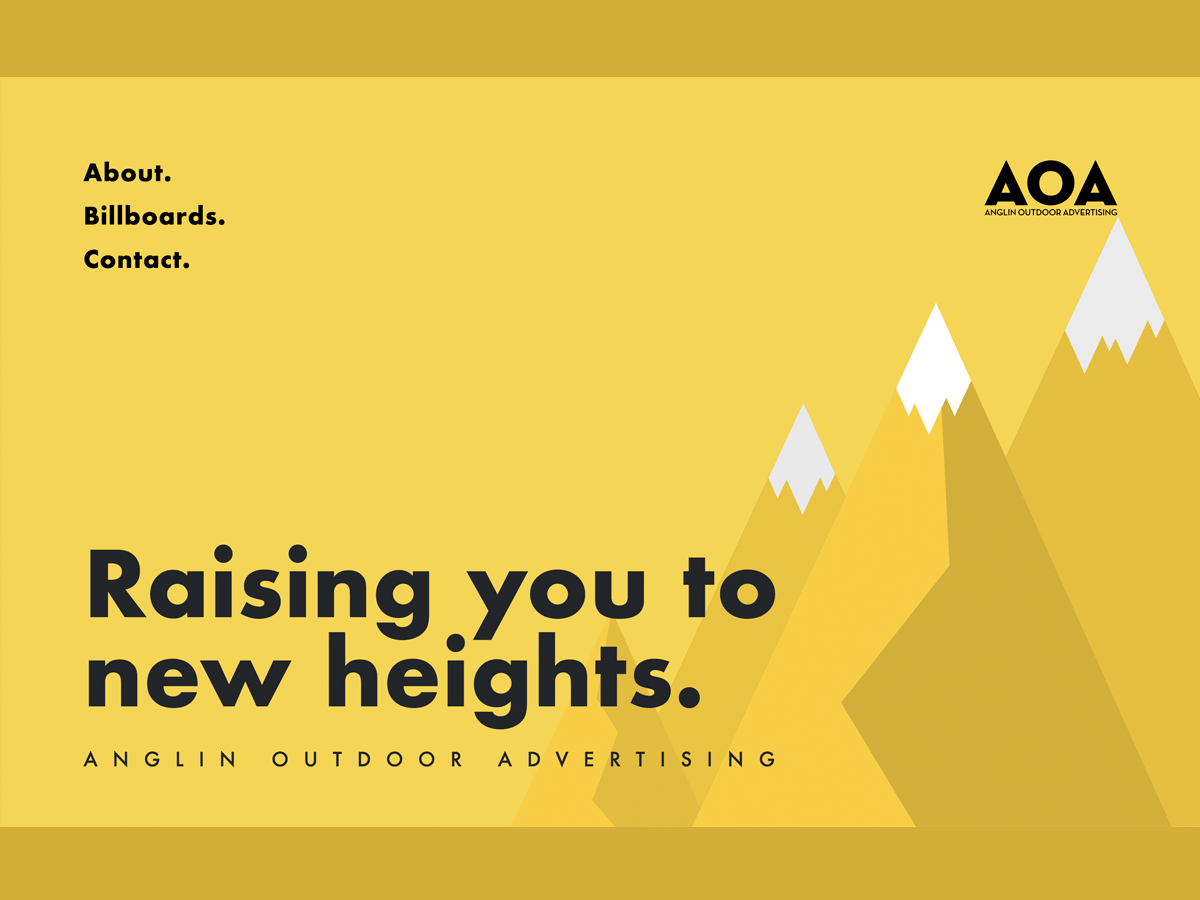 About.
Billboards.
Contact.
AOA
ANGLIN OUTDOOR ADVERTISING
Raising you to
new heights.
ANGLIN OUTDOOR ADVERTISING